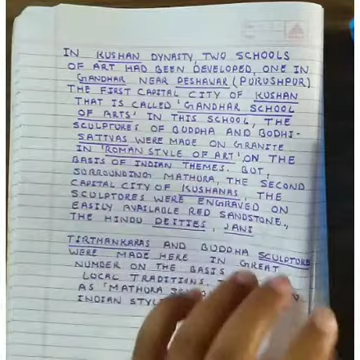 IN KUSHAN DYNASTY TWO SCHOOLS
OF ART HAD BEEN DEVELOPED, ONE IN
GANDHAR NEAR PESHAWAR (PURUSHPUR)
THE FIRST CAPITAL CITY OF KUSHAN
THAT IS CALLED 'GANDHAR SCHOOL
OF ARTS' IN THIS SCHOOL, THE
SCULPTURES OF BUDDHA AND BODHI-
SATTVAS WERE MADE ON GRANITE
IN 'ROMAN STYLE OF ART' ON THE
BASIS OF INDIAN THEMES. BUT,
SORROUNDING MATHURA, THE SECOND
CAPITAL CITY OF KUSHANAS, THE
SCULPTORES WERE ENGRAVED ON
EASILY AVAILABLE RED SANDSTONE,
THE HINDU DEITIES, JANI
TIRTHANKARAS AND BUDDHA SCULPTURE
WERE MADE HERE IN GREAT
NUMBER ON THE BASIS
LOCAL TRADITIONS.
AS 'MATHURA
INDIAN STYL